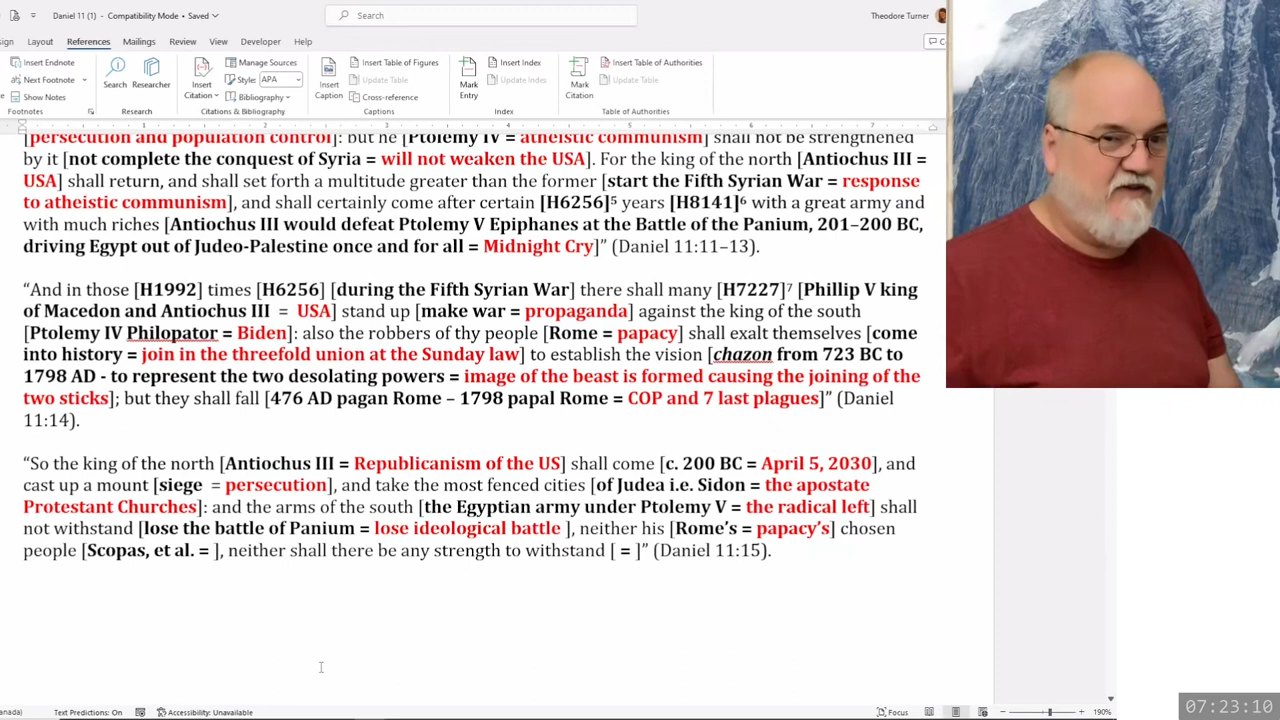 Daniel 11 (1) - Compatibility Mode • Saved
Search
Theodore Turner
sign Layout References Mailings Review View Developer Help
Insert Endnote
Next Footnote
Show Notes
Footnotes
Search
Researcher
Research
Insert Citation
Manage Sources
Style: APA
Bibliography
Citations & Bibliography
Insert Caption
Insert Table of Figures
Update Table
Cross-reference
Captions
Mark Entry
Insert Index
Update Index
Index
Mark Citation
Insert Table of Authorities
Update Table
Table of Authorities
2 3 4 5 6 7
[persecution and population control]: but he [Ptolemy IV = atheistic communism] shall not be strengthened
by it [not complete the conquest of Syria = will not weaken the USA]. For the king of the north [Antiochus III =
USA] shall return, and shall set forth a multitude greater than the former [start the Fifth Syrian War = response
to atheistic communism], and shall certainly come after certain [H6256]⁵ years [H8141]⁶ with a great army and
with much riches [Antiochus III would defeat Ptolemy V Epiphanes at the Battle of the Panium, 201–200 BC,
driving Egypt out of Judeo-Palestine once and for all = Midnight Cry]” (Daniel 11:11–13).
“And in those [H1992] times [H6256] [during the Fifth Syrian War] there shall many [H7227]⁷ [Phillip V king
of Macedon and Antiochus III = USA] stand up [make war = propaganda] against the king of the south
[Ptolemy IV Philopator = Biden]: also the robbers of thy people [Rome = papacy] shall exalt themselves [come
into history = join in the threefold union at the Sunday law] to establish the vision [chazon from 723 BC to
1798 AD - to represent the two desolating powers = image of the beast is formed causing the joining of the
two sticks]; but they shall fall [476 AD pagan Rome – 1798 papal Rome = COP and 7 last plagues]” (Daniel
11:14).
“So the king of the north [Antiochus III = Republicanism of the US] shall come [c. 200 BC = April 5, 2030], and
cast up a mount [siege = persecution], and take the most fenced cities [of Judea i.e. Sidon = the apostate
Protestant Churches]: and the arms of the south [the Egyptian army under Ptolemy V = the radical left] shall
not withstand [lose the battle of Panium = lose ideological battle ], neither his [Rome’s = papacy’s] chosen
people [Scopas, et al. = ], neither shall there be any strength to withstand [ = ]” (Daniel 11:15).
anada) Text Predictions: On Accessibility: Unavailable
Focus
190%
07:23:10